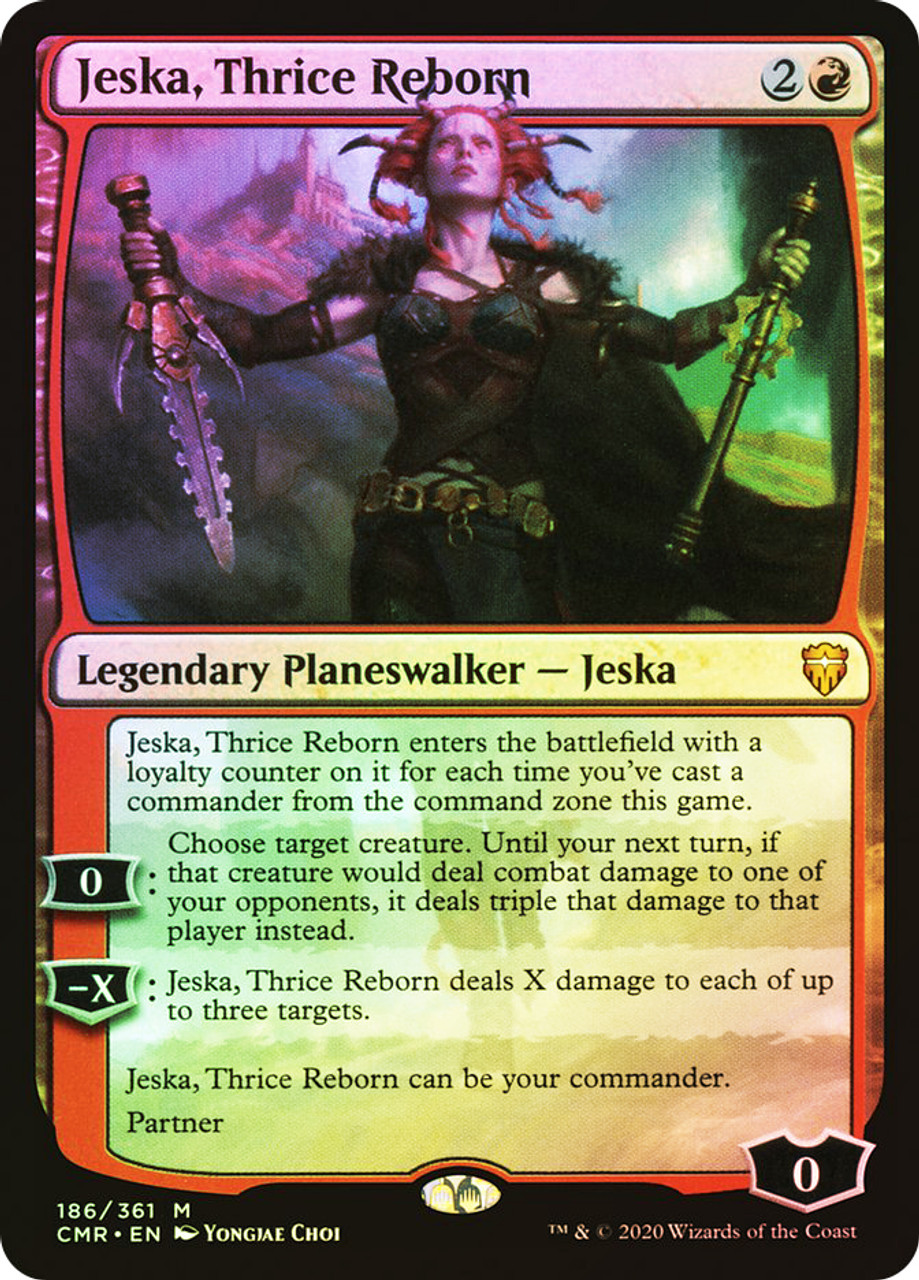 Jeska, Thrice Reborn 2
Legendary Planeswalker — Jeska
Jeska, Thrice Reborn enters the battlefield with a
loyalty counter on it for each time you've cast a
commander from the command zone this game.
0: Choose target creature. Until your next turn, if
that creature would deal combat damage to one of
your opponents, it deals triple that damage to that
player instead.
−X: Jeska, Thrice Reborn deals X damage to each of up
to three targets.
Jeska, Thrice Reborn can be your commander.
Partner
0
186/361 M
CMR • EN Yongjae Choi
™ & © 2020 Wizards of the Coast